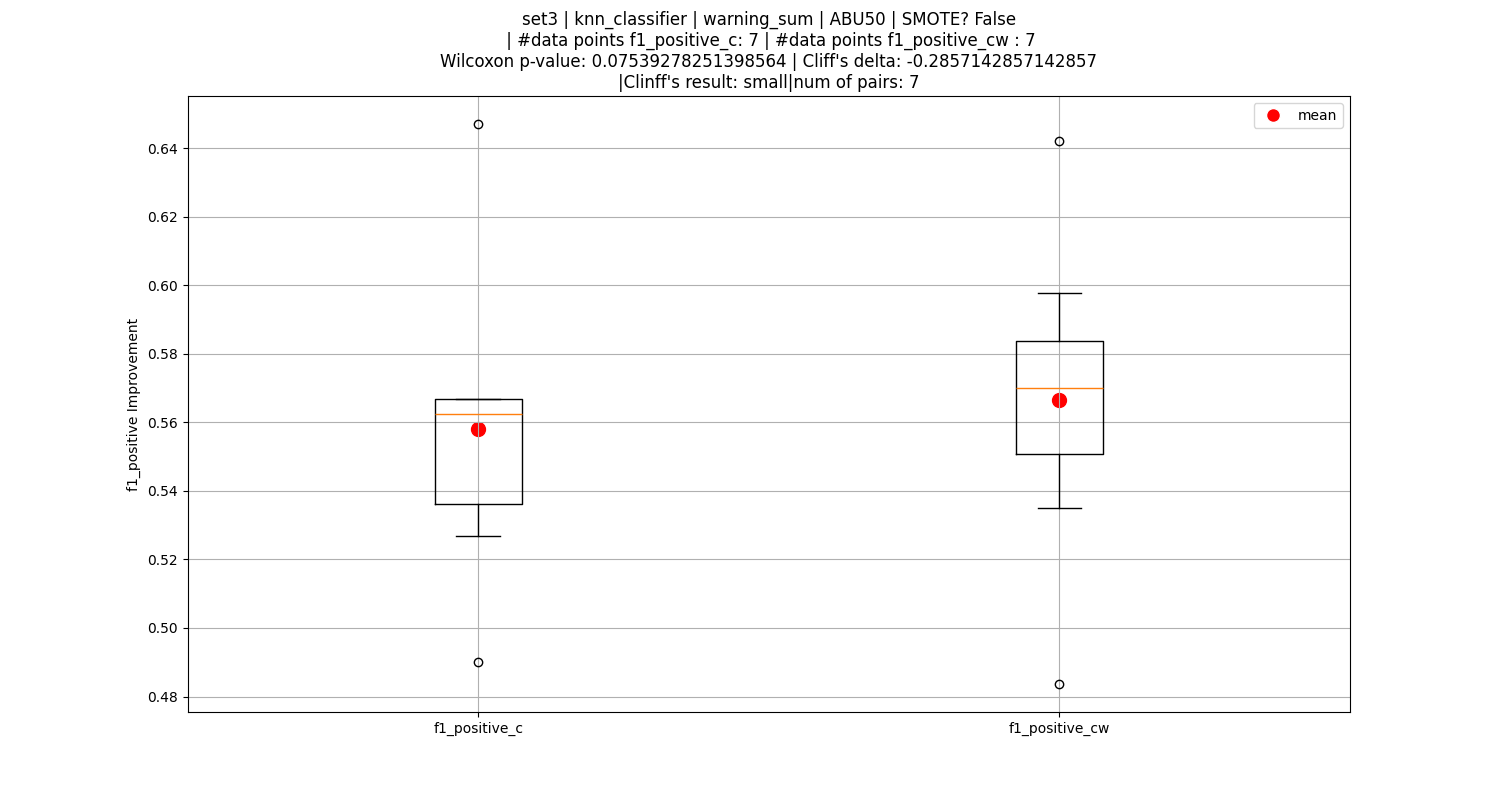 set3 | knn_classifier | warning_sum | ABU50 | SMOTE? False
| #data points f1_positive_c: 7 | #data points f1_positive_cw : 7
Wilcoxon p-value: 0.07539278251398564 | Cliff's delta: -0.2857142857142857
|Clinff's result: small|num of pairs: 7
mean
0.64
0.62
0.60
0.58
0.56
0.54
0.52
0.50
0.48
f1_positive Improvement
f1_positive_c
f1_positive_cw